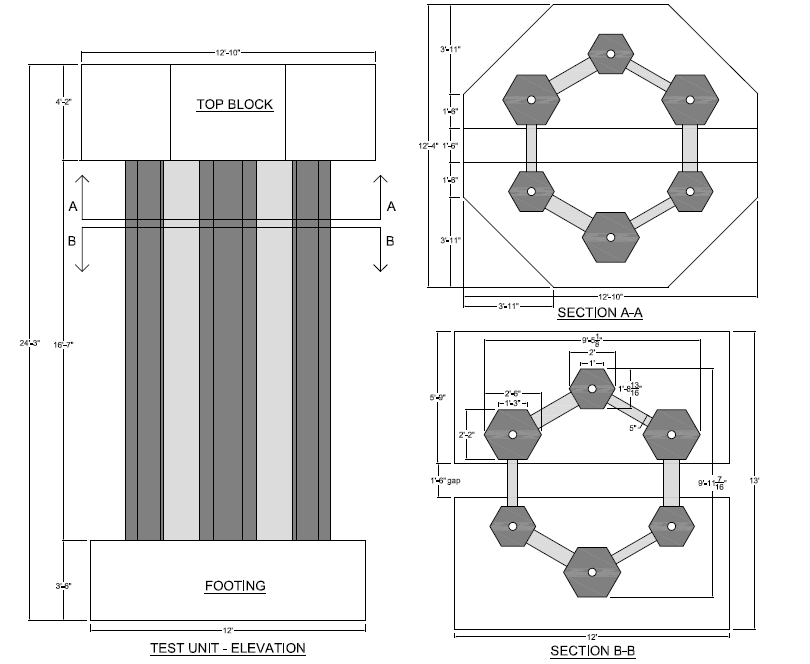 12'-10"
4'-2"
TOP BLOCK
A
A
B
B
24'-3"
16'-7"
3'-6"
FOOTING
12'
TEST UNIT - ELEVATION
3'-11"
1'-6"
12'-4"
1'-6"
1'-6"
3'-11"
12'-10"
3'-11"
SECTION A-A
9'-5 1/8"
2'
1'
5'-9"
2'-6"
1'-3"
1'-8 13/16"
2'-2"
5"
1'-6" gap
9'-11 7/16"
13'
12'
SECTION B-B